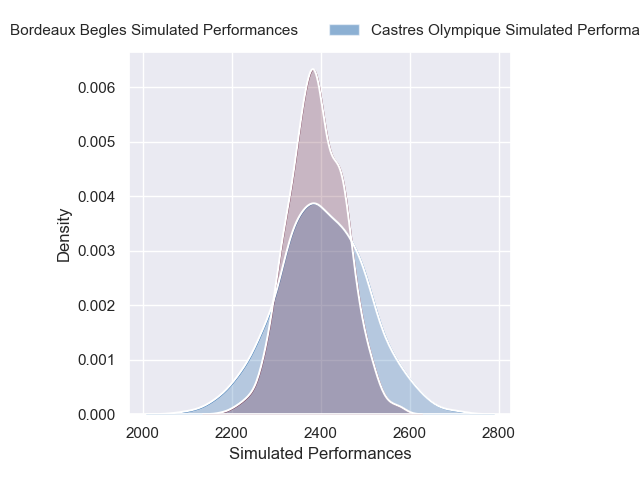 Bordeaux Begles Simulated Performances
Castres Olympique Simulated Performa
0.006
0.005
0.004
0.003
0.002
0.001
0.000
Density
2000 2200 2400 2600 2800
Simulated Performances